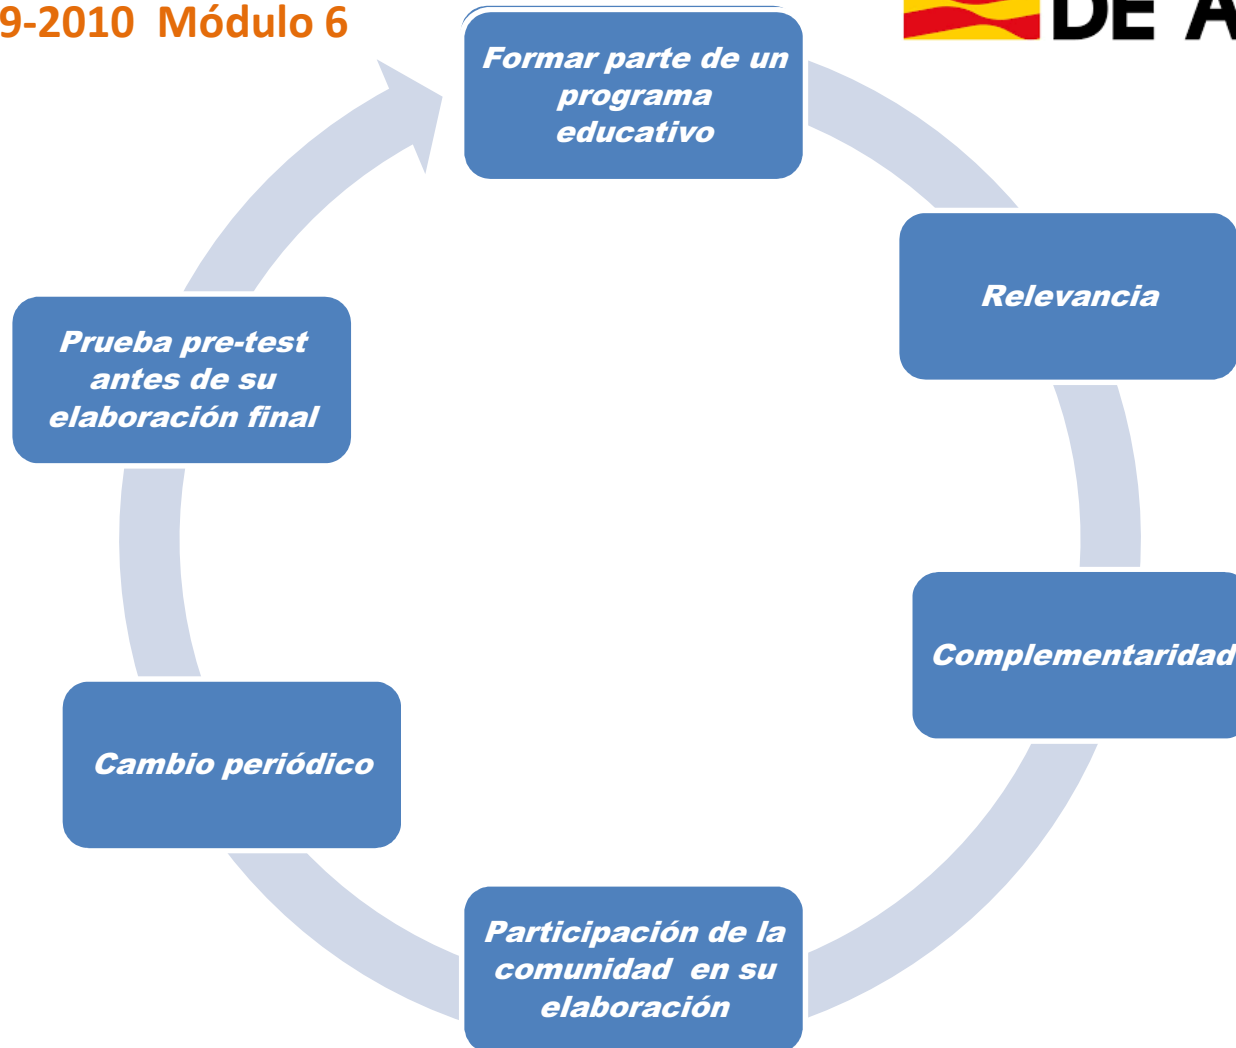 9-2010 Módulo 6
DE A
Formar parte de un
programa
educativo
Relevancia
Complementaridad
Participación de la
comunidad en su
elaboración
Cambio periódico
Prueba pre-test
antes de su
elaboración final